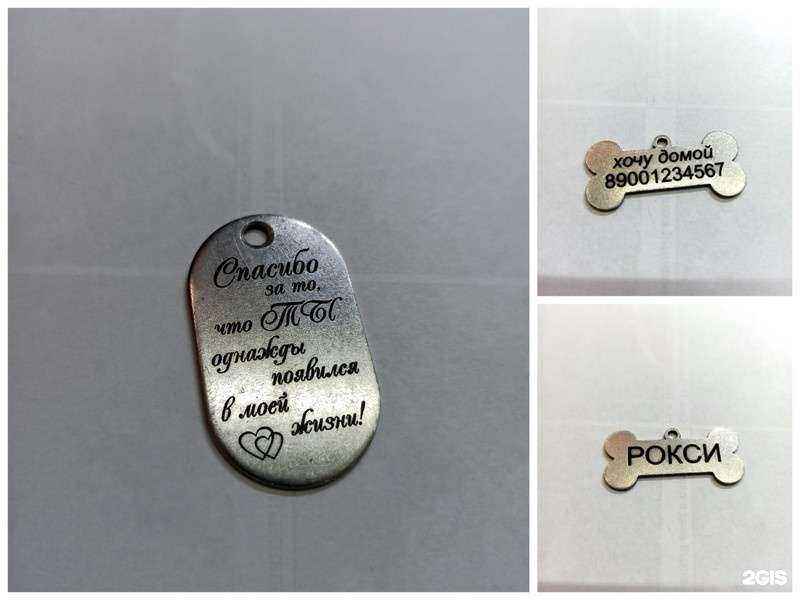 Спасибо
за то,
что ТЫ
однажды
появился
в моей
жизни!
хочу домой
89001234567
РОКСИ
2GIS